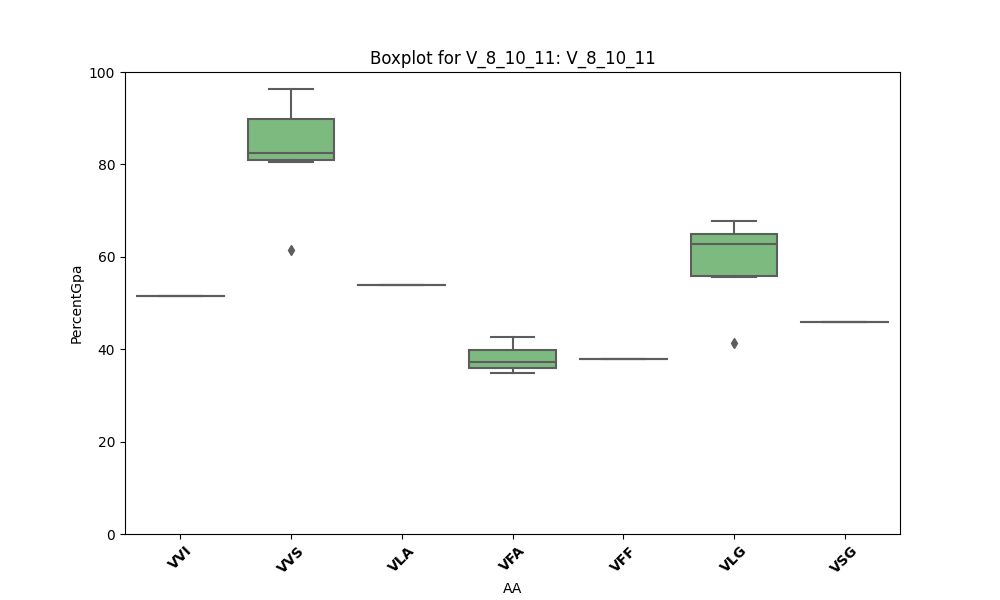 Boxplot for V_8_10_11: V_8_10_11
100
80
60
40
20
0
PercentGpa
VVI
VVS
VLA
VFA
VFF
VLG
VSG
AA